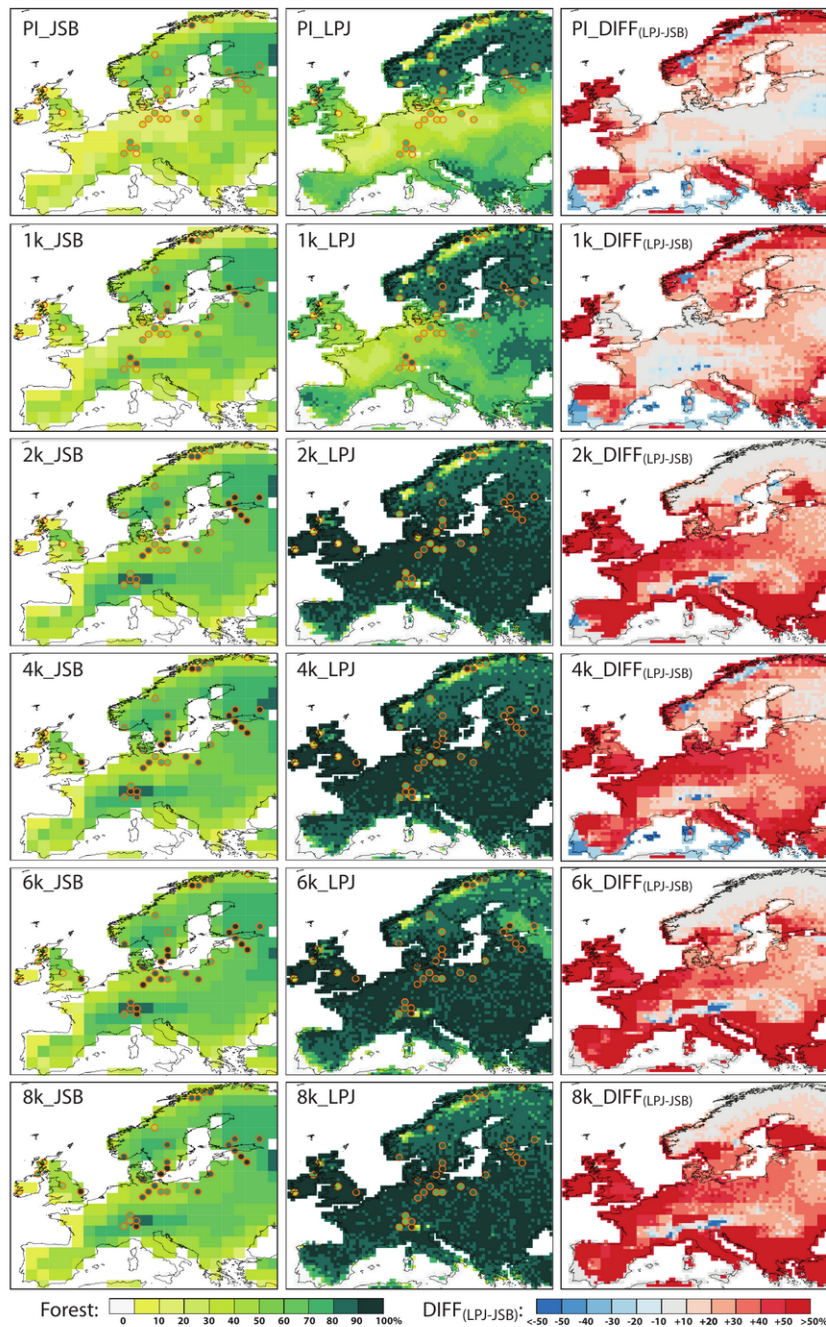 PI_JSB
PI_LPJ
PI_DIFF(LPJ-JSB)
1k_JSB
1k_LPJ
1k_DIFF(LPJ-JSB)
2k_JSB
2k_LPJ
2k_DIFF(LPJ-JSB)
4k_JSB
4k_LPJ
4k_DIFF(LPJ-JSB)
6k_JSB
6k_LPJ
6k_DIFF(LPJ-JSB)
8k_JSB
8k_LPJ
8k_DIFF(LPJ-JSB)
Forest:
0 10 20 30 40 50 60 70 80 90 100%
DIFF(LPJ-JSB):
<-50 -50 -30 -20 -10 +10 +20 +30 +40 +50 >50%